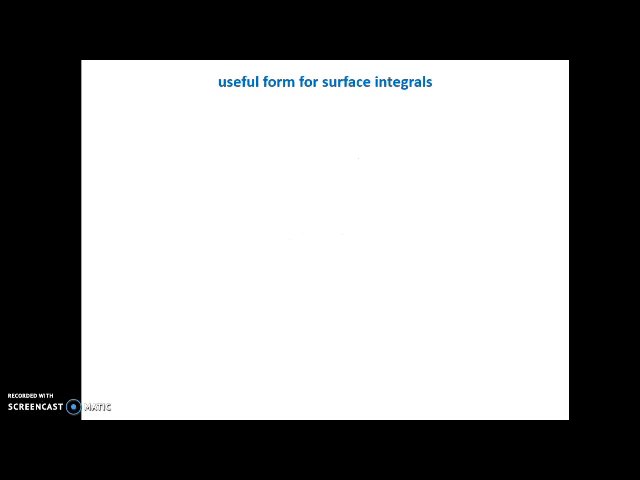 useful form for surface integrals
RECORDED WITH
SCREENCAST MATIC